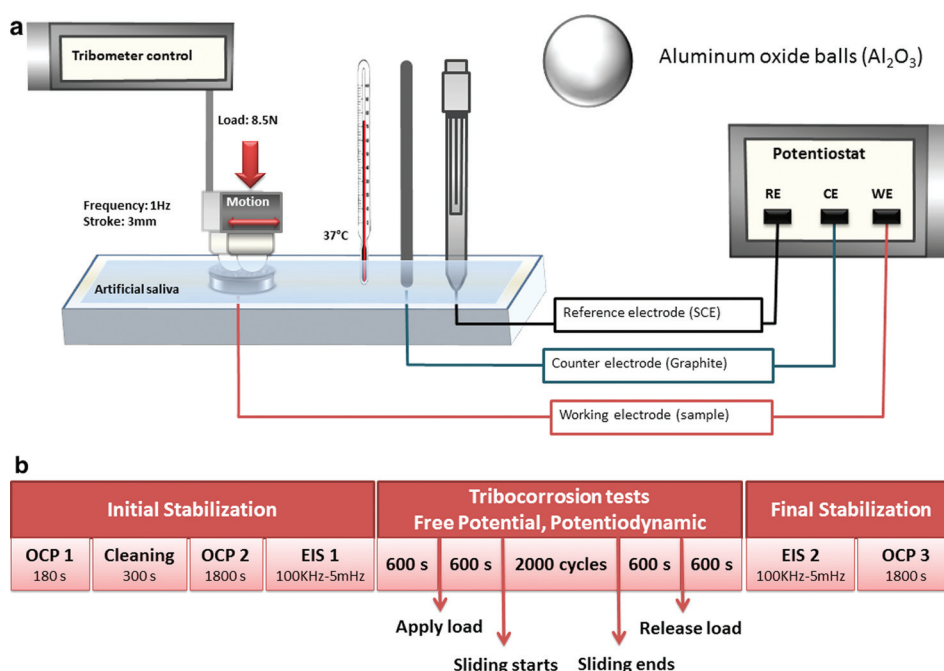 a
Tribometer control
Aluminum oxide balls (Al₂O₃)
Load: 8.5N
Potentiostat
RE CE WE
Motion
Frequency: 1Hz
Stroke: 3mm
37°C
Artificial saliva
Reference electrode (SCE)
Counter electrode (Graphite)
Working electrode (sample)
b
Initial Stabilization
Tribocorrosion tests
Free Potential, Potentiodynamic
Final Stabilization
OCP 1
180 s
Cleaning
300 s
OCP 2
1800 s
EIS 1
100KHz-5mHz
600 s
600 s
2000 cycles
600 s
600 s
EIS 2
100KHz-5mHz
OCP 3
1800 s
Apply load
Release load
Sliding starts
Sliding ends